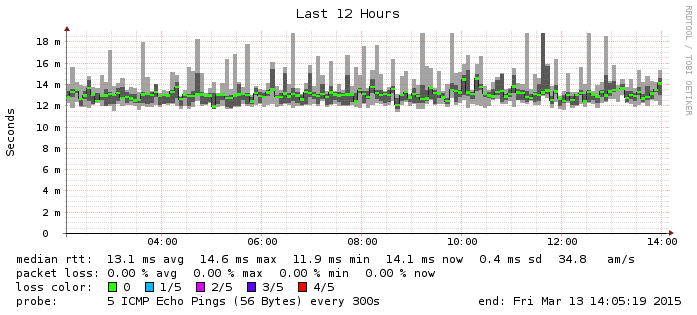 Last 12 Hours
RRDTOOL / TOBI OETIKER
Seconds
18 m
16 m
14 m
12 m
10 m
8 m
6 m
4 m
2 m
0
04:00 06:00 08:00 10:00 12:00 14:00
median rtt: 13.1 ms avg 14.6 ms max 11.9 ms min 14.1 ms now 0.4 ms sd 34.8 am/s
packet loss: 0.00 % avg 0.00 % max 0.00 % min 0.00 % now
loss color: 0 1/5 2/5 3/5 4/5
probe: 5 ICMP Echo Pings (56 Bytes) every 300s end: Fri Mar 13 14:05:19 2015